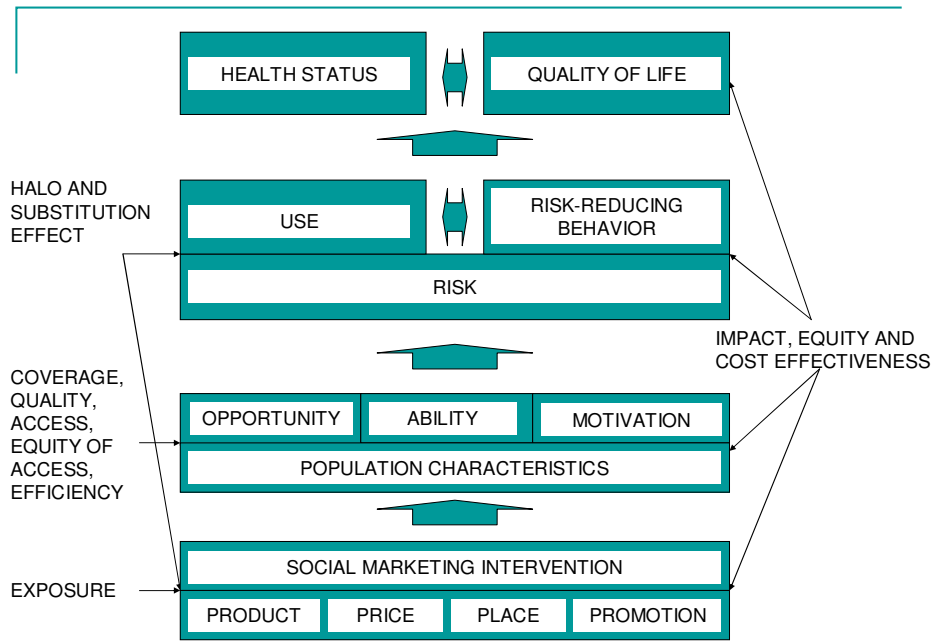 HEALTH STATUS
QUALITY OF LIFE
HALO AND
SUBSTITUTION
EFFECT
USE
RISK-REDUCING
BEHAVIOR
RISK
IMPACT, EQUITY AND
COST EFFECTIVENESS
COVERAGE,
QUALITY,
ACCESS,
EQUITY OF
ACCESS,
EFFICIENCY
OPPORTUNITY
ABILITY
MOTIVATION
POPULATION CHARACTERISTICS
SOCIAL MARKETING INTERVENTION
EXPOSURE
PRODUCT
PRICE
PLACE
PROMOTION